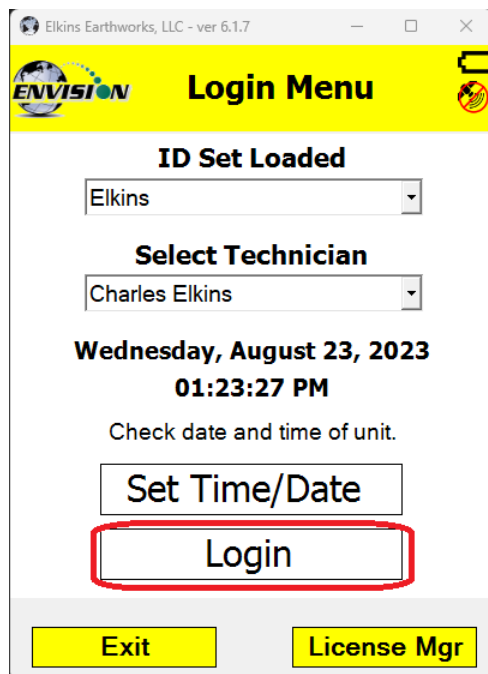 Elkins Earthworks, LLC - ver 6.1.7
ENVISION
Login Menu
ID Set Loaded
Elkins
Select Technician
Charles Elkins
Wednesday, August 23, 2023
01:23:27 PM
Check date and time of unit.
Set Time/Date
Login
Exit
License Mgr